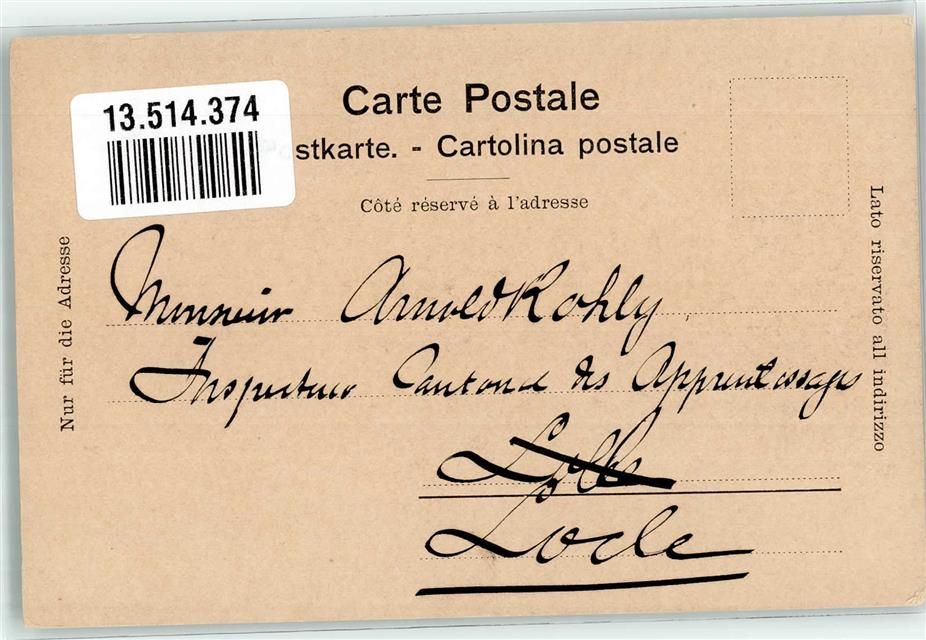 13.514.374
Carte Postale
stkarte. - Cartolina postale
Côté réservé à l'adresse
Nur für die Adresse
Lato riservato all indirizzo
Monsieur Arnold Kohly
Inspecteur Cantonal des Apprentissages
Locle